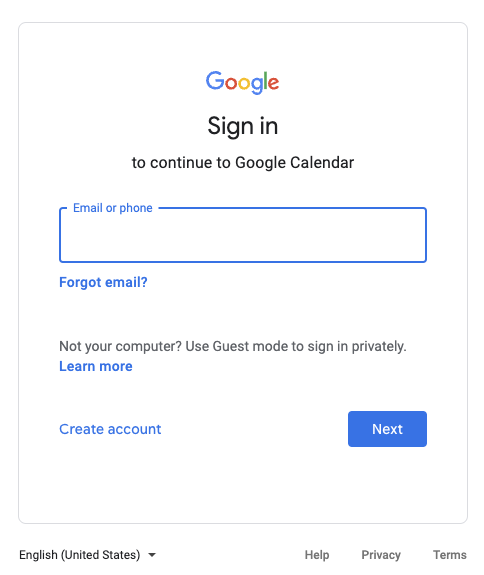 Google
Sign in
to continue to Google Calendar
Email or phone
Forgot email?
Not your computer? Use Guest mode to sign in privately.
Learn more
Create account
Next
English (United States)
Help
Privacy
Terms